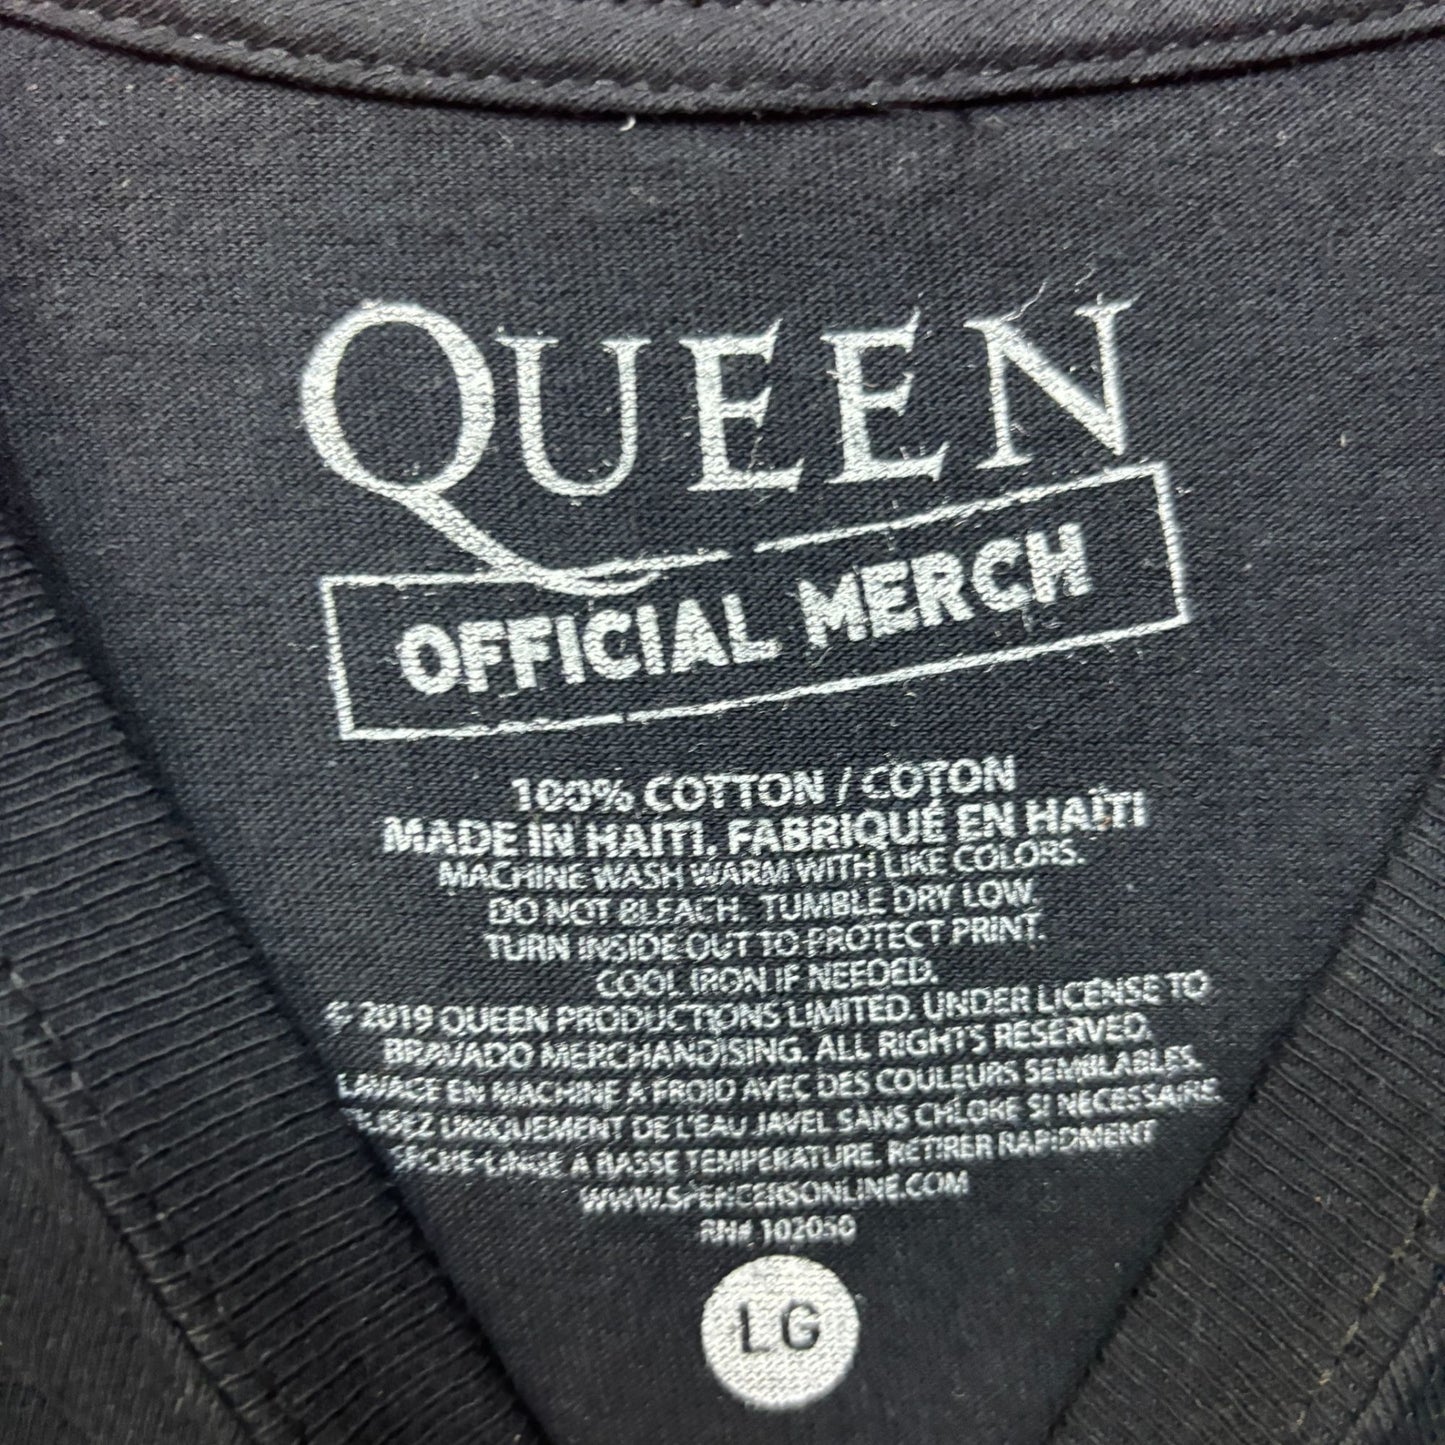 QUEEN
OFFICIAL MERCH
100% COTTON / COTON
MADE IN HAITI. FABRIQUÉ EN HAÏTI
MACHINE WASH WARM WITH LIKE COLORS.
DO NOT BLEACH. TUMBLE DRY LOW.
TURN INSIDE OUT TO PROTECT PRINT.
COOL IRON IF NEEDED.
© 2019 QUEEN PRODUCTIONS LIMITED. UNDER LICENSE TO
BRAVADO MERCHANDISING. ALL RIGHTS RESERVED.
LAVAGE EN MACHINE A FROID AVEC DES COULEURS SEMBLABLES.
UNIQUEMENT DE L'EAU JAVEL SANS CHLORE SI NECESSAIRE.
A BASSE TEMPERATURE. RETIRER RAPIDMENT
WWW.SPENCERSONLINE.COM
RN# 102050
LG